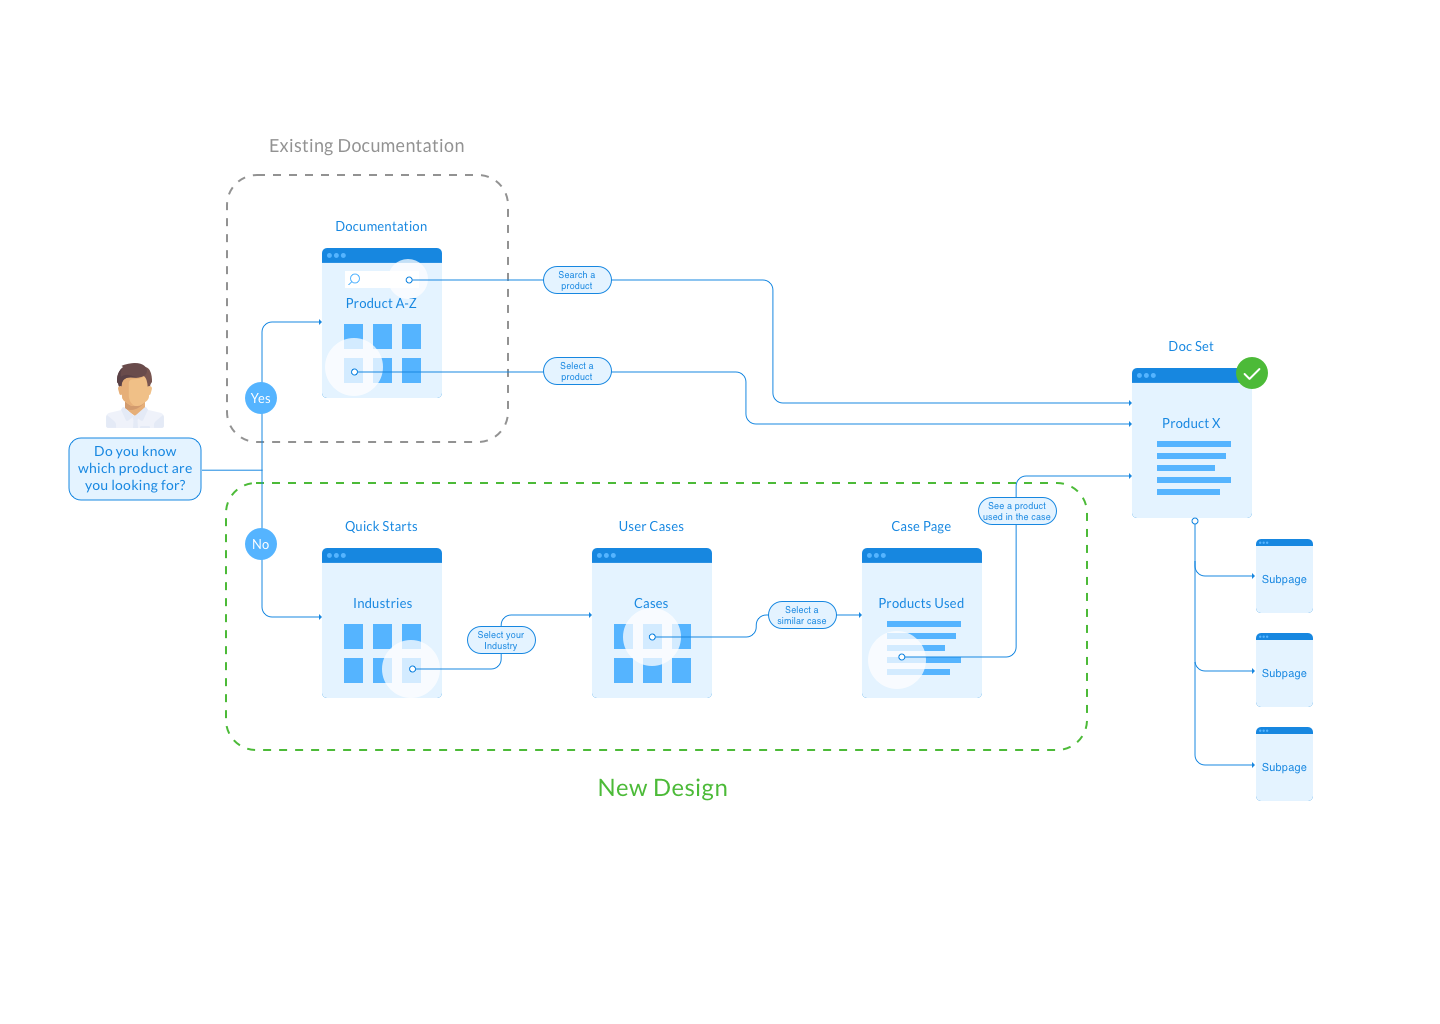 Existing Documentation
Documentation
Product A-Z
Search a
product
Select a
product
Yes
Do you know
which product are
you looking for?
No
Quick Starts
Industries
Select your
Industry
User Cases
Cases
Select a
similar case
Case Page
Products Used
See a product
used in the case
New Design
Doc Set
Product X
Subpage
Subpage
Subpage